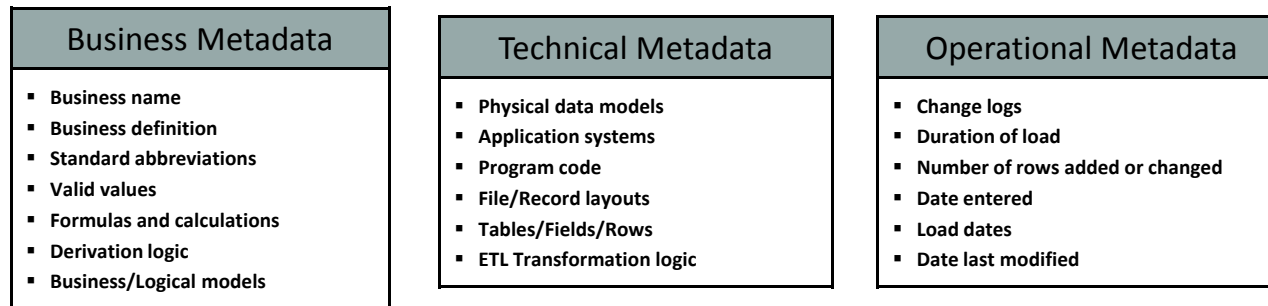 Business Metadata
▪ Business name
▪ Business definition
▪ Standard abbreviations
▪ Valid values
▪ Formulas and calculations
▪ Derivation logic
▪ Business/Logical models
Technical Metadata
▪ Physical data models
▪ Application systems
▪ Program code
▪ File/Record layouts
▪ Tables/Fields/Rows
▪ ETL Transformation logic
Operational Metadata
▪ Change logs
▪ Duration of load
▪ Number of rows added or changed
▪ Date entered
▪ Load dates
▪ Date last modified